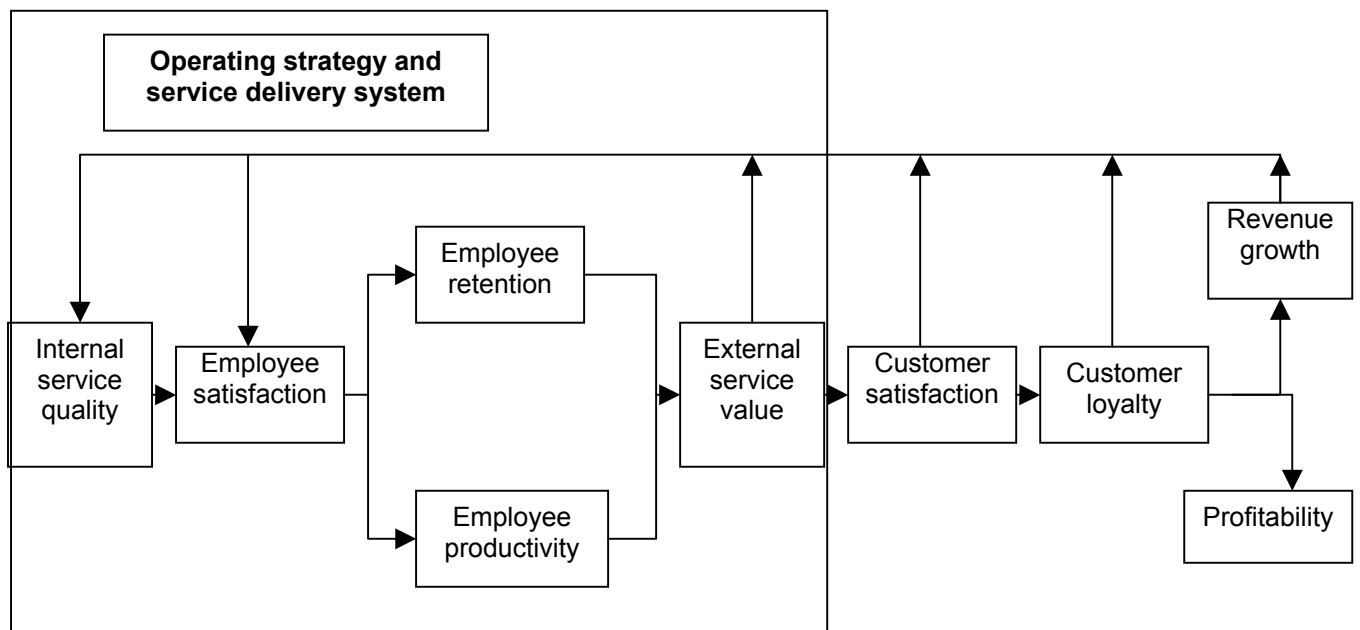 Operating strategy and
service delivery system
Revenue
growth
Employee
retention
Internal
service
quality
Employee
satisfaction
External
service
value
Customer
satisfaction
Customer
loyalty
Employee
productivity
Profitability